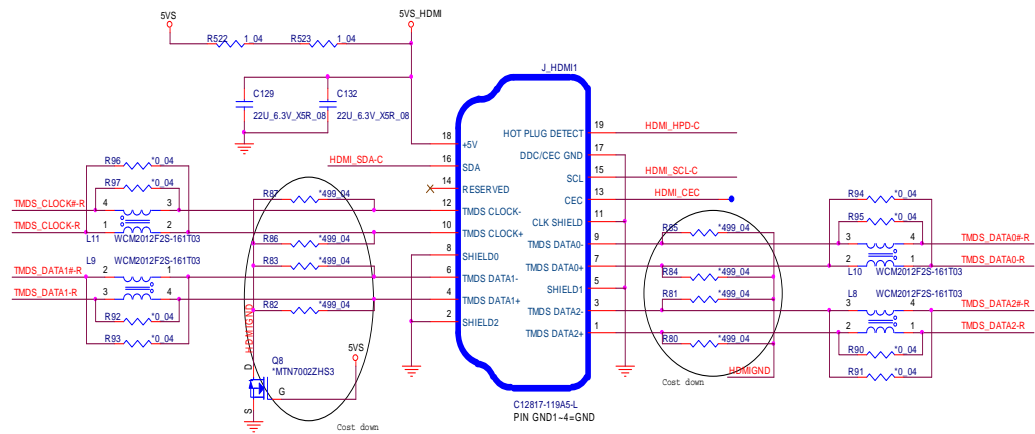 5VS
5VS_HDMI
R522 1_04
R523 1_04
J_HDMI1
C129
22U_6.3V_X5R_08
C132
22U_6.3V_X5R_08
HOT PLUG DETECT 19 HDMI_HPD-C
DDC/CEC GND 17
18 +5V
HDMI_SDA-C 16 SDA
SCL 15 HDMI_SCL-C
14 RESERVED
CEC 13 HDMI_CEC
R96 *0_04
R97 *0_04
R87 *499_04
R94 *0_04
R95 *0_04
TMDS_CLOCK#-R 4 3
12 TMDS CLOCK-
CLK SHIELD 11
TMDS_CLOCK-R 1 2
10 TMDS CLOCK+
R85 *499_04
TMDS DATA0- 9
3 4 TMDS_DATA0#-R
L11 WCM2012F2S-161T03
R86 *499_04
8 SHIELD0
TMDS DATA0+ 7
2 1 TMDS_DATA0-R
L9 WCM2012F2S-161T03
R83 *499_04
R84 *499_04
L10 WCM2012F2S-161T03
TMDS_DATA1#-R 2 1
6 TMDS DATA1-
SHIELD1 5
L8 WCM2012F2S-161T03
TMDS_DATA1-R 3 4
4 TMDS DATA1+
R81 *499_04
TMDS DATA2- 3
3 4 TMDS_DATA2#-R
R82 *499_04
R92 *0_04
2 SHIELD2
TMDS DATA2+ 1
2 1 TMDS_DATA2-R
R93 *0_04
R80 *499_04
R90 *0_04
HDMIGND
5VS
Q8
*MTN7002ZHS3
D
G
S
R91 *0_04
HDMIGND
Cost down
C12817-119A5-L
PIN GND1~4=GND
Cost down